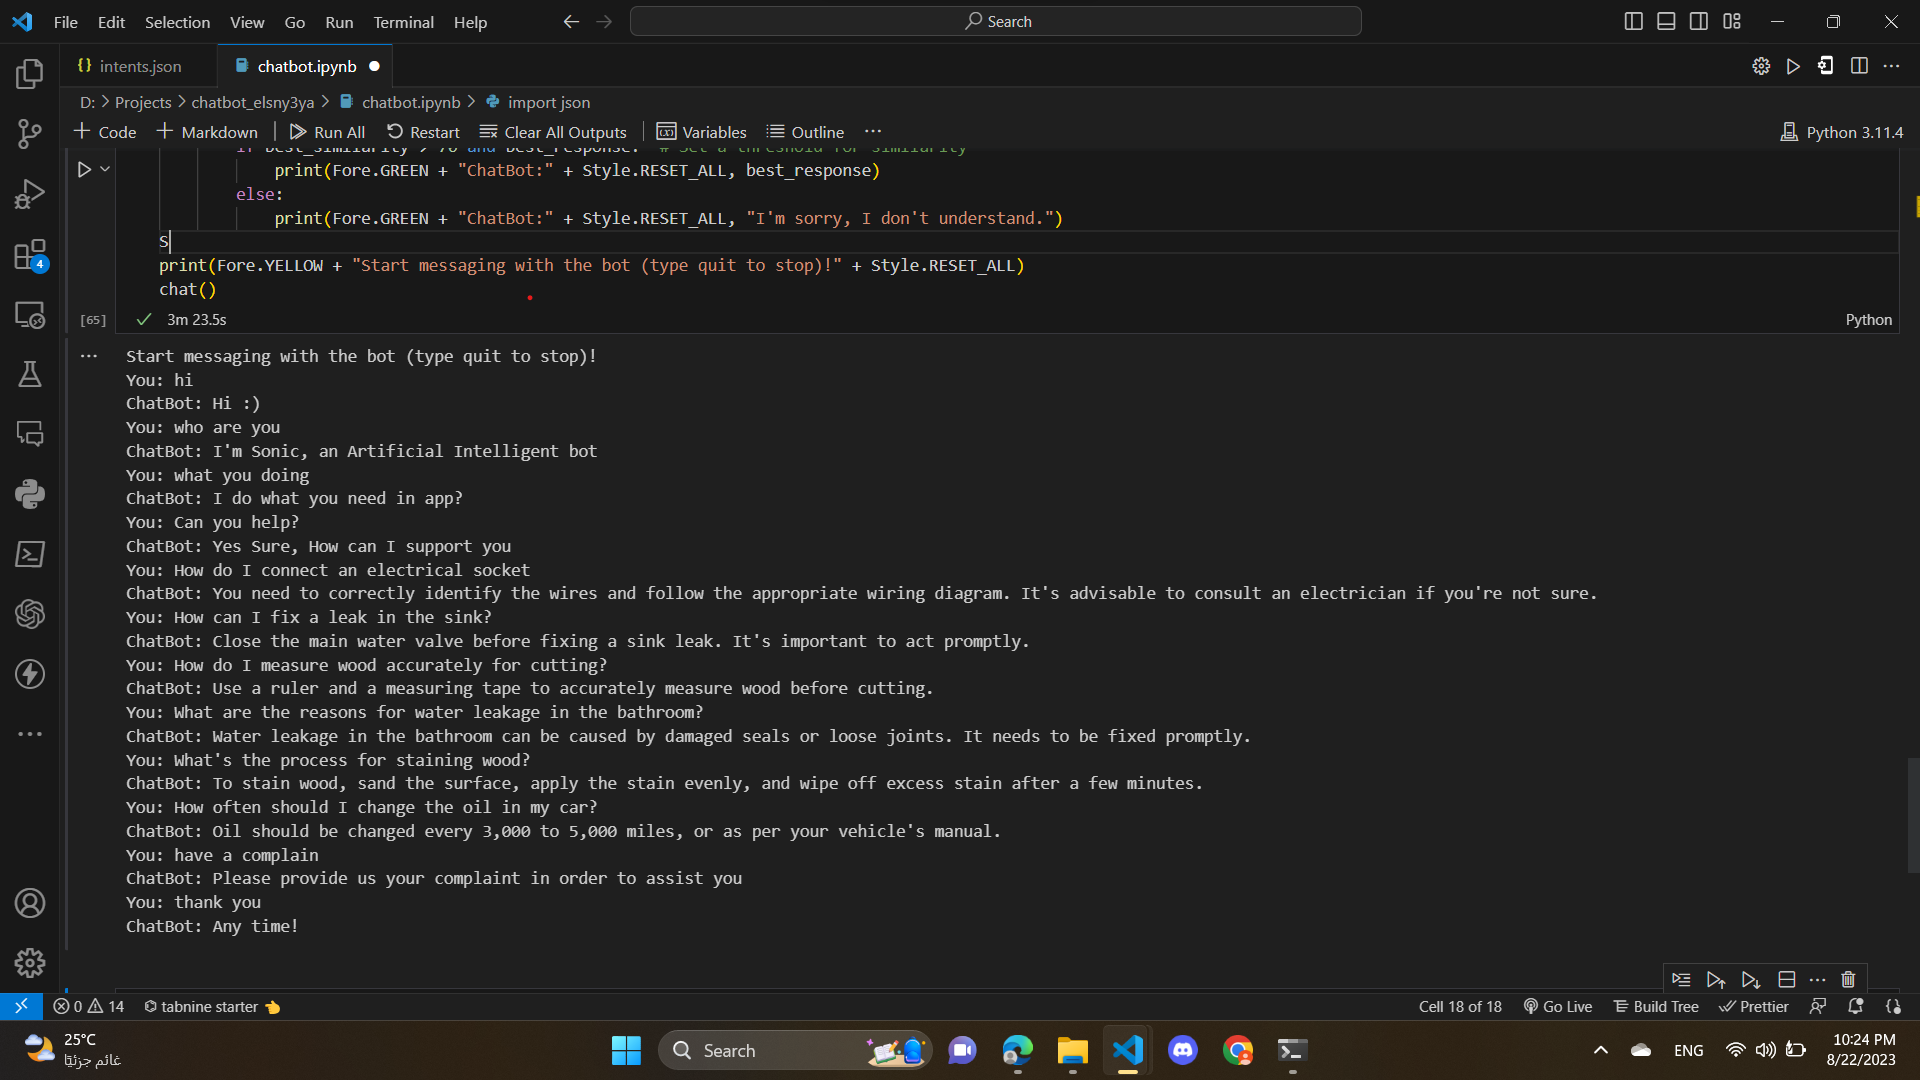 File Edit Selection View Go Run Terminal Help
Search
intents.json
chatbot.ipynb
D: > Projects > chatbot_elsny3ya > chatbot.ipynb > import json
+ Code + Markdown | Run All Restart Clear All Outputs | Variables Outline ...
Python 3.11.4
if best_similarity > 70 and best_response: # Set a threshold for similarity
print(Fore.GREEN + "ChatBot:" + Style.RESET_ALL, best_response)
else:
print(Fore.GREEN + "ChatBot:" + Style.RESET_ALL, "I'm sorry, I don't understand.")
S
print(Fore.YELLOW + "Start messaging with the bot (type quit to stop)!" + Style.RESET_ALL)
chat()
[65] 3m 23.5s
Python
Start messaging with the bot (type quit to stop)!
You: hi
ChatBot: Hi :)
You: who are you
ChatBot: I'm Sonic, an Artificial Intelligent bot
You: what you doing
ChatBot: I do what you need in app?
You: Can you help?
ChatBot: Yes Sure, How can I support you
You: How do I connect an electrical socket
ChatBot: You need to correctly identify the wires and follow the appropriate wiring diagram. It's advisable to consult an electrician if you're not sure.
You: How can I fix a leak in the sink?
ChatBot: Close the main water valve before fixing a sink leak. It's important to act promptly.
You: How do I measure wood accurately for cutting?
ChatBot: Use a ruler and a measuring tape to accurately measure wood before cutting.
You: What are the reasons for water leakage in the bathroom?
ChatBot: Water leakage in the bathroom can be caused by damaged seals or loose joints. It needs to be fixed promptly.
You: What's the process for staining wood?
ChatBot: To stain wood, sand the surface, apply the stain evenly, and wipe off excess stain after a few minutes.
You: How often should I change the oil in my car?
ChatBot: Oil should be changed every 3,000 to 5,000 miles, or as per your vehicle's manual.
You: have a complain
ChatBot: Please provide us your complaint in order to assist you
You: thank you
ChatBot: Any time!
4
0 14 tabnine starter
Cell 18 of 18 Go Live Build Tree Prettier
25°C
غائم جزئيًا
Search
ENG
10:24 PM
8/22/2023